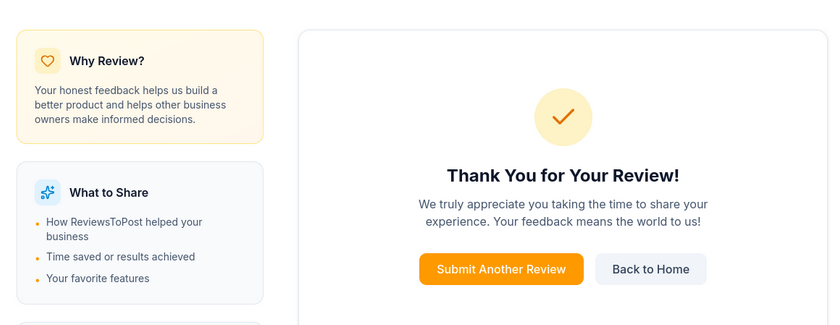 Why Review?
Your honest feedback helps us build a
better product and helps other business
owners make informed decisions.
What to Share
How ReviewsToPost helped your
business
Time saved or results achieved
Your favorite features
Thank You for Your Review!
We truly appreciate you taking the time to share your
experience. Your feedback means the world to us!
Submit Another Review
Back to Home